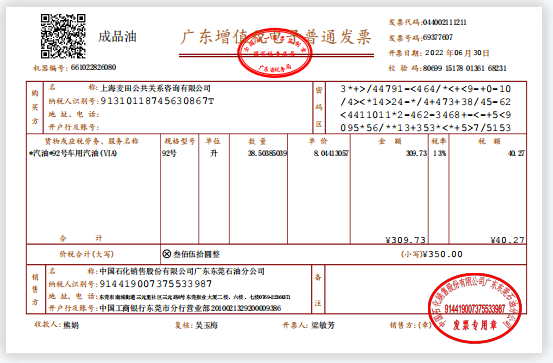 成品油
广东增值税电子普通发票
发票代码:044002111211
发票号码:69377607
开票日期: 2022 年06 月30日
校 验 码: 80699 15178 01361 68231
机器编号: 661022826080
购买方
名 称:上海麦田公共关系咨询有限公司
纳税人识别号:91310118745630867T
地 址、电 话:
开户行及账号:
密码区
3*+>/44791-<464/*<+<9-+0-10
/4><*14>24-*/4+473+38/45-62
<4411011*2-462-3468+-<-+5<9
095*56/**13+353*<*+5>7/5153
货物或应税劳务、服务名称 规格型号 单位 数 量 单 价 金 额 税率 税 额
*汽油*92号车用汽油(VIA) 92号 升 38.50385039 8.04413057 309.73 13% 40.27
合 计 ¥309.73 ¥40.27
价税合计(大写) ⊗叁佰伍拾圆整 (小写)¥350.00
销售方
名 称:中国石化销售股份有限公司广东东莞石油分公司
纳税人识别号:914419007375533987
地 址、电 话:
开户行及账号:中国工商银行东莞市分行营业部2010021329200009386
备注
收款人: 熊娟 复核: 吴玉梅 开票人: 梁敏芳 销售方:(章)
914419007375533987
发票专用章